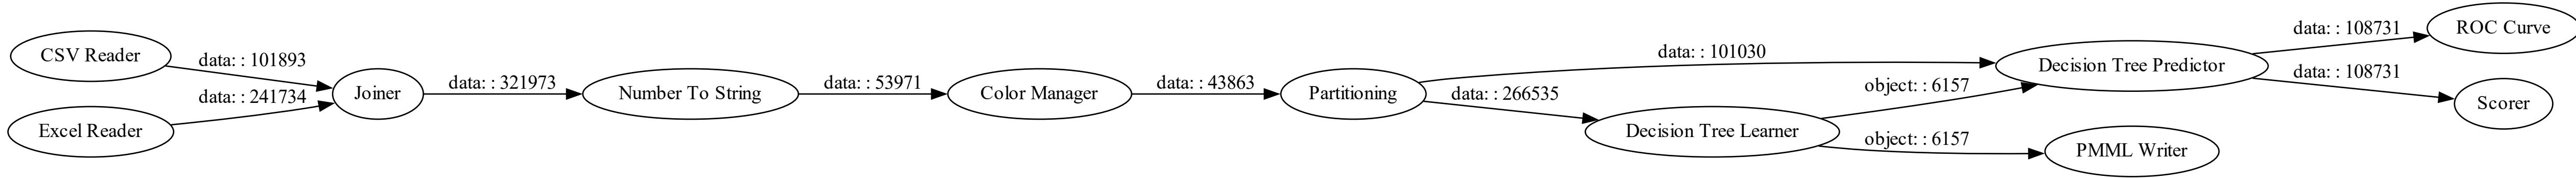 CSV Reader
data: : 101893
Excel Reader
data: : 241734
Joiner
data: : 321973
Number To String
data: : 53971
Color Manager
data: : 43863
Partitioning
data: : 101030
data: : 266535
Decision Tree Learner
object: : 6157
object: : 6157
Decision Tree Predictor
PMML Writer
data: : 108731
data: : 108731
ROC Curve
Scorer